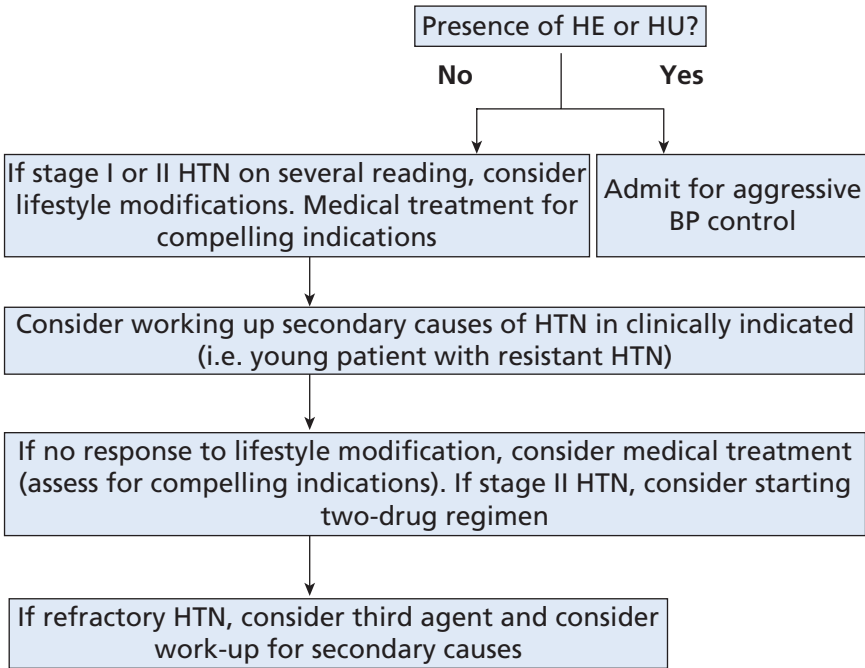 Presence of HE or HU?
No
Yes
If stage I or II HTN on several reading, consider
lifestyle modifications. Medical treatment for
compelling indications
Admit for aggressive
BP control
Consider working up secondary causes of HTN in clinically indicated
(i.e. young patient with resistant HTN)
If no response to lifestyle modification, consider medical treatment
(assess for compelling indications). If stage II HTN, consider starting
two-drug regimen
If refractory HTN, consider third agent and consider
work-up for secondary causes